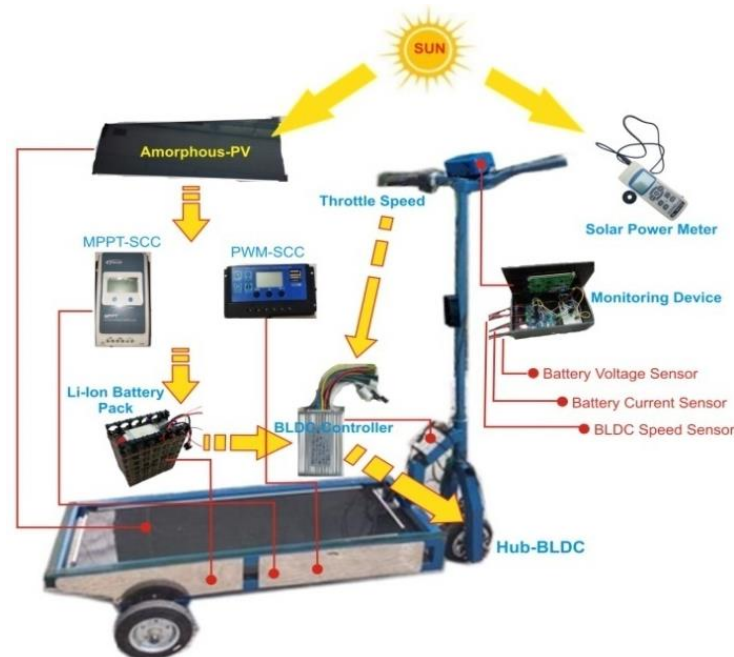 SUN
Amorphous-PV
Throttle Speed
Solar Power Meter
MPPT-SCC
PWM-SCC
Monitoring Device
Battery Voltage Sensor
Battery Current Sensor
BLDC Speed Sensor
Li-Ion Battery
Pack
BLDC Controller
Hub-BLDC